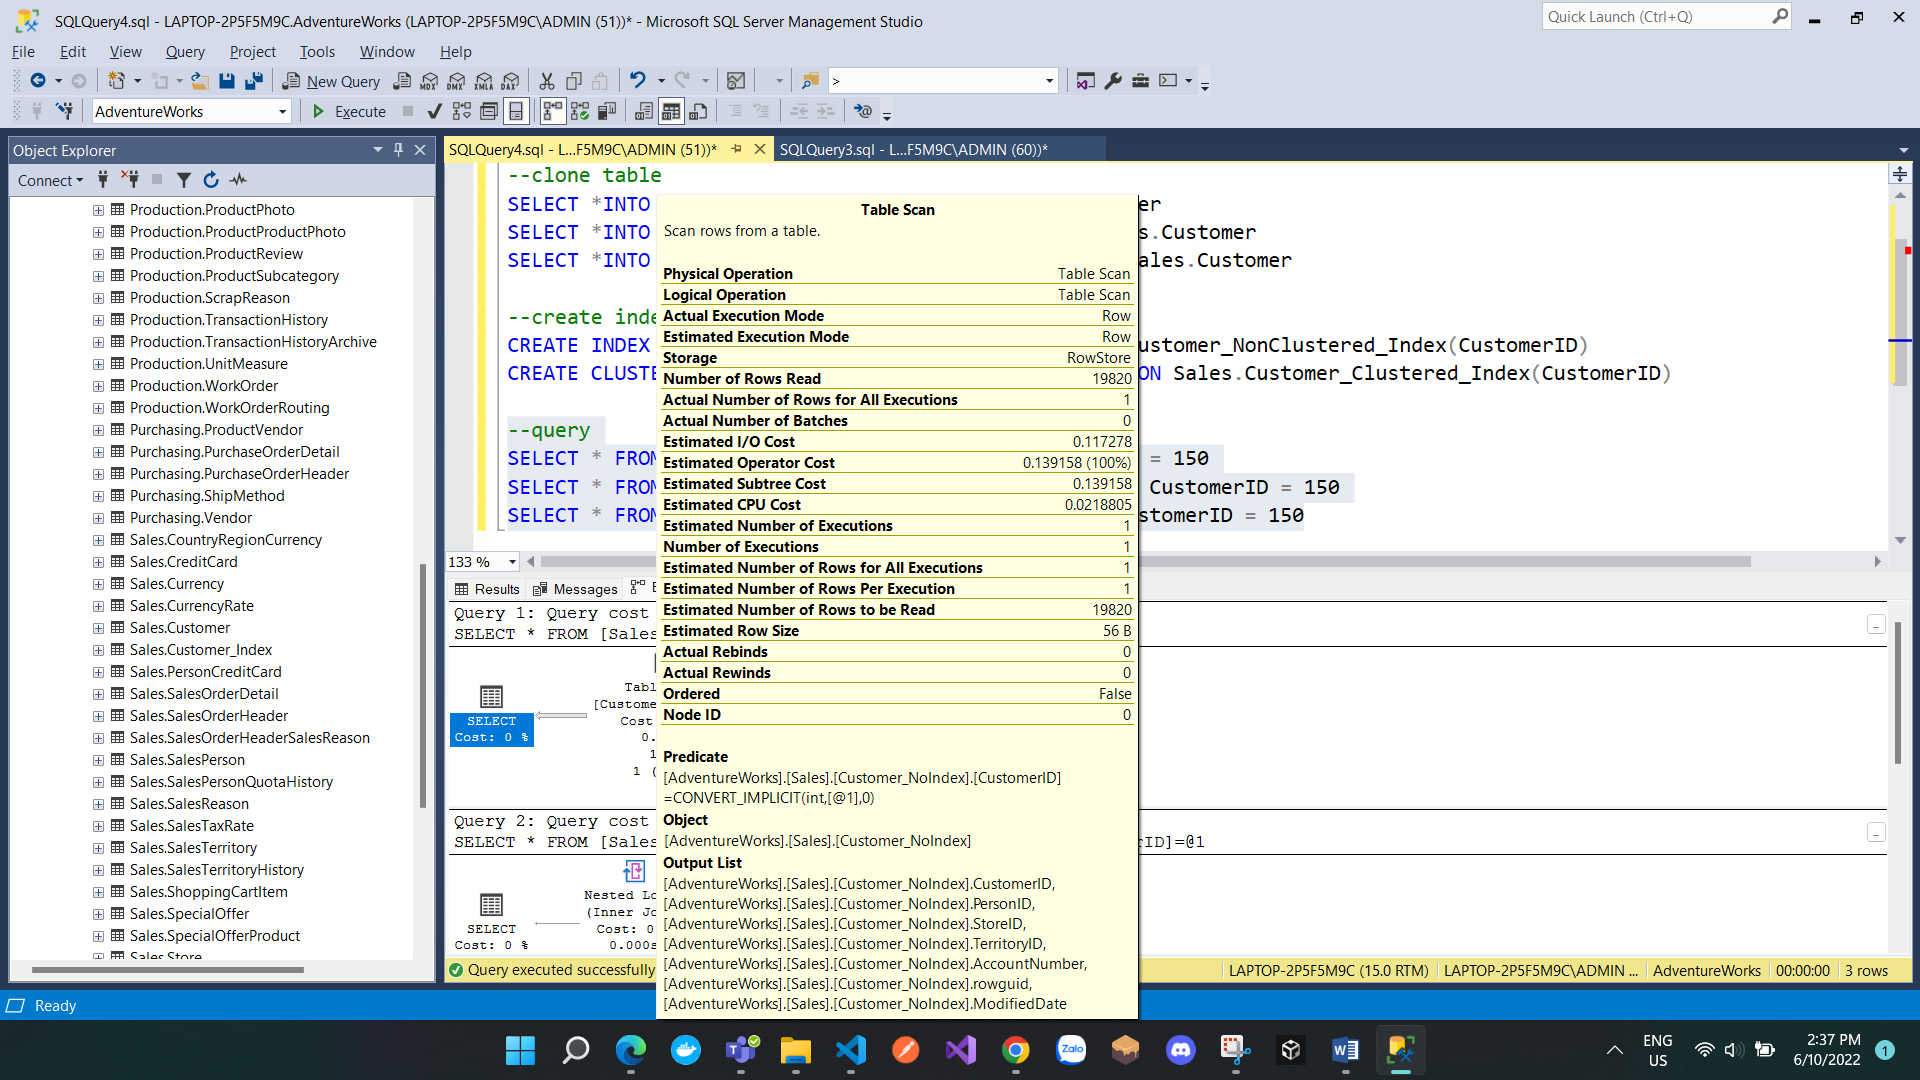 SQLQuery4.sql - LAPTOP-2P5F5M9C.AdventureWorks (LAPTOP-2P5F5M9C\ADMIN (51))* - Microsoft SQL Server Management Studio
Quick Launch (Ctrl+Q)
File Edit View Query Project Tools Window Help
New Query
MDX DMX XMLA DAX
>
AdventureWorks
Execute
Object Explorer
SQLQuery4.sql - L...F5M9C\ADMIN (51))*
SQLQuery3.sql - L...F5M9C\ADMIN (60))*
Connect
Production.ProductPhoto
Production.ProductProductPhoto
Production.ProductReview
Production.ProductSubcategory
Production.ScrapReason
Production.TransactionHistory
Production.TransactionHistoryArchive
Production.UnitMeasure
Production.WorkOrder
Production.WorkOrderRouting
Purchasing.ProductVendor
Purchasing.PurchaseOrderDetail
Purchasing.PurchaseOrderHeader
Purchasing.ShipMethod
Purchasing.Vendor
Sales.CountryRegionCurrency
Sales.CreditCard
Sales.Currency
Sales.CurrencyRate
Sales.Customer
Sales.Customer_Index
Sales.PersonCreditCard
Sales.SalesOrderDetail
Sales.SalesOrderHeader
Sales.SalesOrderHeaderSalesReason
Sales.SalesPerson
Sales.SalesPersonQuotaHistory
Sales.SalesReason
Sales.SalesTaxRate
Sales.SalesTerritory
Sales.SalesTerritoryHistory
Sales.ShoppingCartItem
Sales.SpecialOffer
Sales.SpecialOfferProduct
Sales.Store
--clone table
SELECT *INTO er
SELECT *INTO s.Customer
SELECT *INTO ales.Customer
--create inde
CREATE INDEX ustomer_NonClustered_Index(CustomerID)
CREATE CLUSTE ON Sales.Customer_Clustered_Index(CustomerID)
--query
SELECT * FROM = 150
SELECT * FROM CustomerID = 150
SELECT * FROM stomerID = 150
133 %
Results Messages E
Query 1: Query cost
SELECT * FROM [Sales
SELECT
Cost: 0 %
Tabl
[Custome
Cost
0.
1
1 (
Query 2: Query cost
SELECT * FROM [Sales rID]=@1
SELECT
Cost: 0 %
Nested Lo
(Inner Jo
Cost: 0
0.000s
Table Scan
Scan rows from a table.
Physical Operation Table Scan
Logical Operation Table Scan
Actual Execution Mode Row
Estimated Execution Mode Row
Storage RowStore
Number of Rows Read 19820
Actual Number of Rows for All Executions 1
Actual Number of Batches 0
Estimated I/O Cost 0.117278
Estimated Operator Cost 0.139158 (100%)
Estimated Subtree Cost 0.139158
Estimated CPU Cost 0.0218805
Estimated Number of Executions 1
Number of Executions 1
Estimated Number of Rows for All Executions 1
Estimated Number of Rows Per Execution 1
Estimated Number of Rows to be Read 19820
Estimated Row Size 56 B
Actual Rebinds 0
Actual Rewinds 0
Ordered False
Node ID 0
Predicate
[AdventureWorks].[Sales].[Customer_NoIndex].[CustomerID]
=CONVERT_IMPLICIT(int,[@1],0)
Object
[AdventureWorks].[Sales].[Customer_NoIndex]
Output List
[AdventureWorks].[Sales].[Customer_NoIndex].CustomerID,
[AdventureWorks].[Sales].[Customer_NoIndex].PersonID,
[AdventureWorks].[Sales].[Customer_NoIndex].StoreID,
[AdventureWorks].[Sales].[Customer_NoIndex].TerritoryID,
[AdventureWorks].[Sales].[Customer_NoIndex].AccountNumber,
[AdventureWorks].[Sales].[Customer_NoIndex].rowguid,
[AdventureWorks].[Sales].[Customer_NoIndex].ModifiedDate
Query executed successfully
LAPTOP-2P5F5M9C (15.0 RTM) LAPTOP-2P5F5M9C\ADMIN ... AdventureWorks 00:00:00 3 rows
Ready
Zalo
ENG
US
2:37 PM
6/10/2022
1